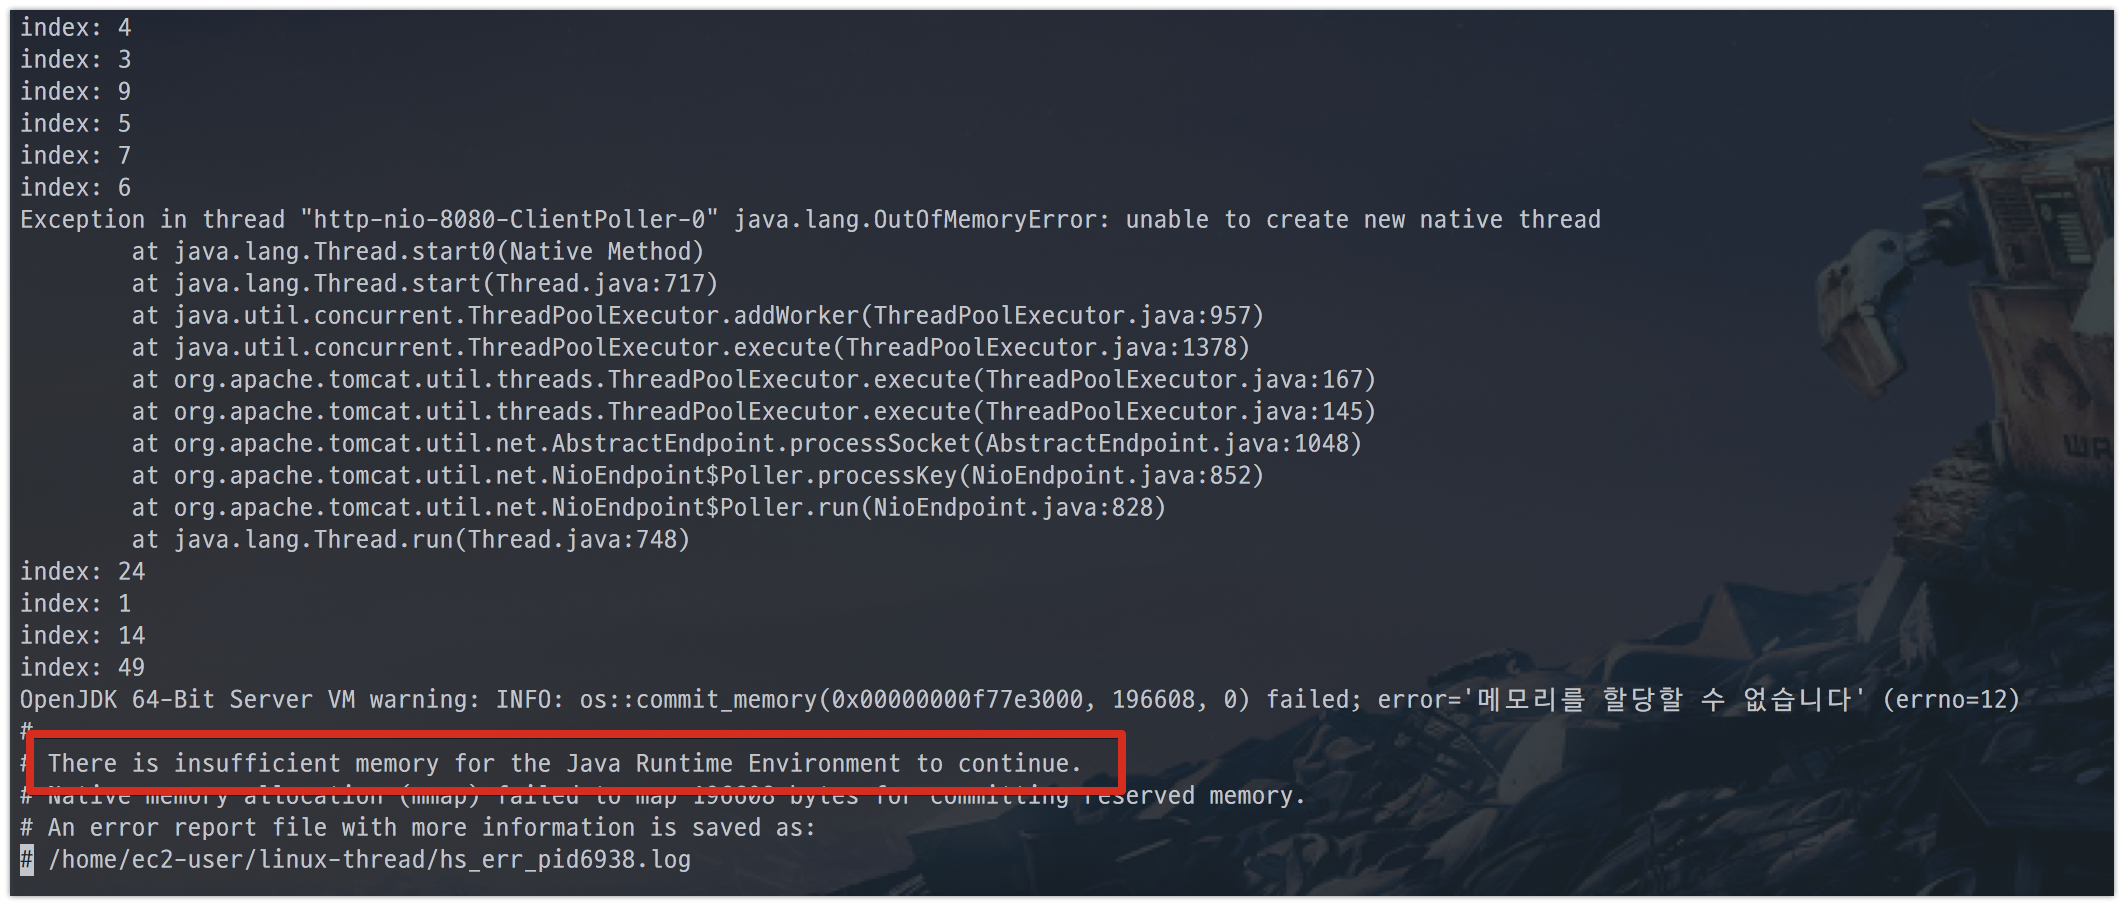 index: 4
index: 3
index: 9
index: 5
index: 7
index: 6
Exception in thread "http-nio-8080-ClientPoller-0" java.lang.OutOfMemoryError: unable to create new native thread
        at java.lang.Thread.start0(Native Method)
        at java.lang.Thread.start(Thread.java:717)
        at java.util.concurrent.ThreadPoolExecutor.addWorker(ThreadPoolExecutor.java:957)
        at java.util.concurrent.ThreadPoolExecutor.execute(ThreadPoolExecutor.java:1378)
        at org.apache.tomcat.util.threads.ThreadPoolExecutor.execute(ThreadPoolExecutor.java:167)
        at org.apache.tomcat.util.threads.ThreadPoolExecutor.execute(ThreadPoolExecutor.java:145)
        at org.apache.tomcat.util.net.AbstractEndpoint.processSocket(AbstractEndpoint.java:1048)
        at org.apache.tomcat.util.net.NioEndpoint$Poller.processKey(NioEndpoint.java:852)
        at org.apache.tomcat.util.net.NioEndpoint$Poller.run(NioEndpoint.java:828)
        at java.lang.Thread.run(Thread.java:748)
index: 24
index: 1
index: 14
index: 49
OpenJDK 64-Bit Server VM warning: INFO: os::commit_memory(0x00000000f77e3000, 196608, 0) failed; error='메모리를 할당할 수 없습니다' (errno=12)
#
# There is insufficient memory for the Java Runtime Environment to continue.
# Native memory allocation (mmap) failed to map 196608 bytes for committing reserved memory.
# An error report file with more information is saved as:
# /home/ec2-user/linux-thread/hs_err_pid6938.log